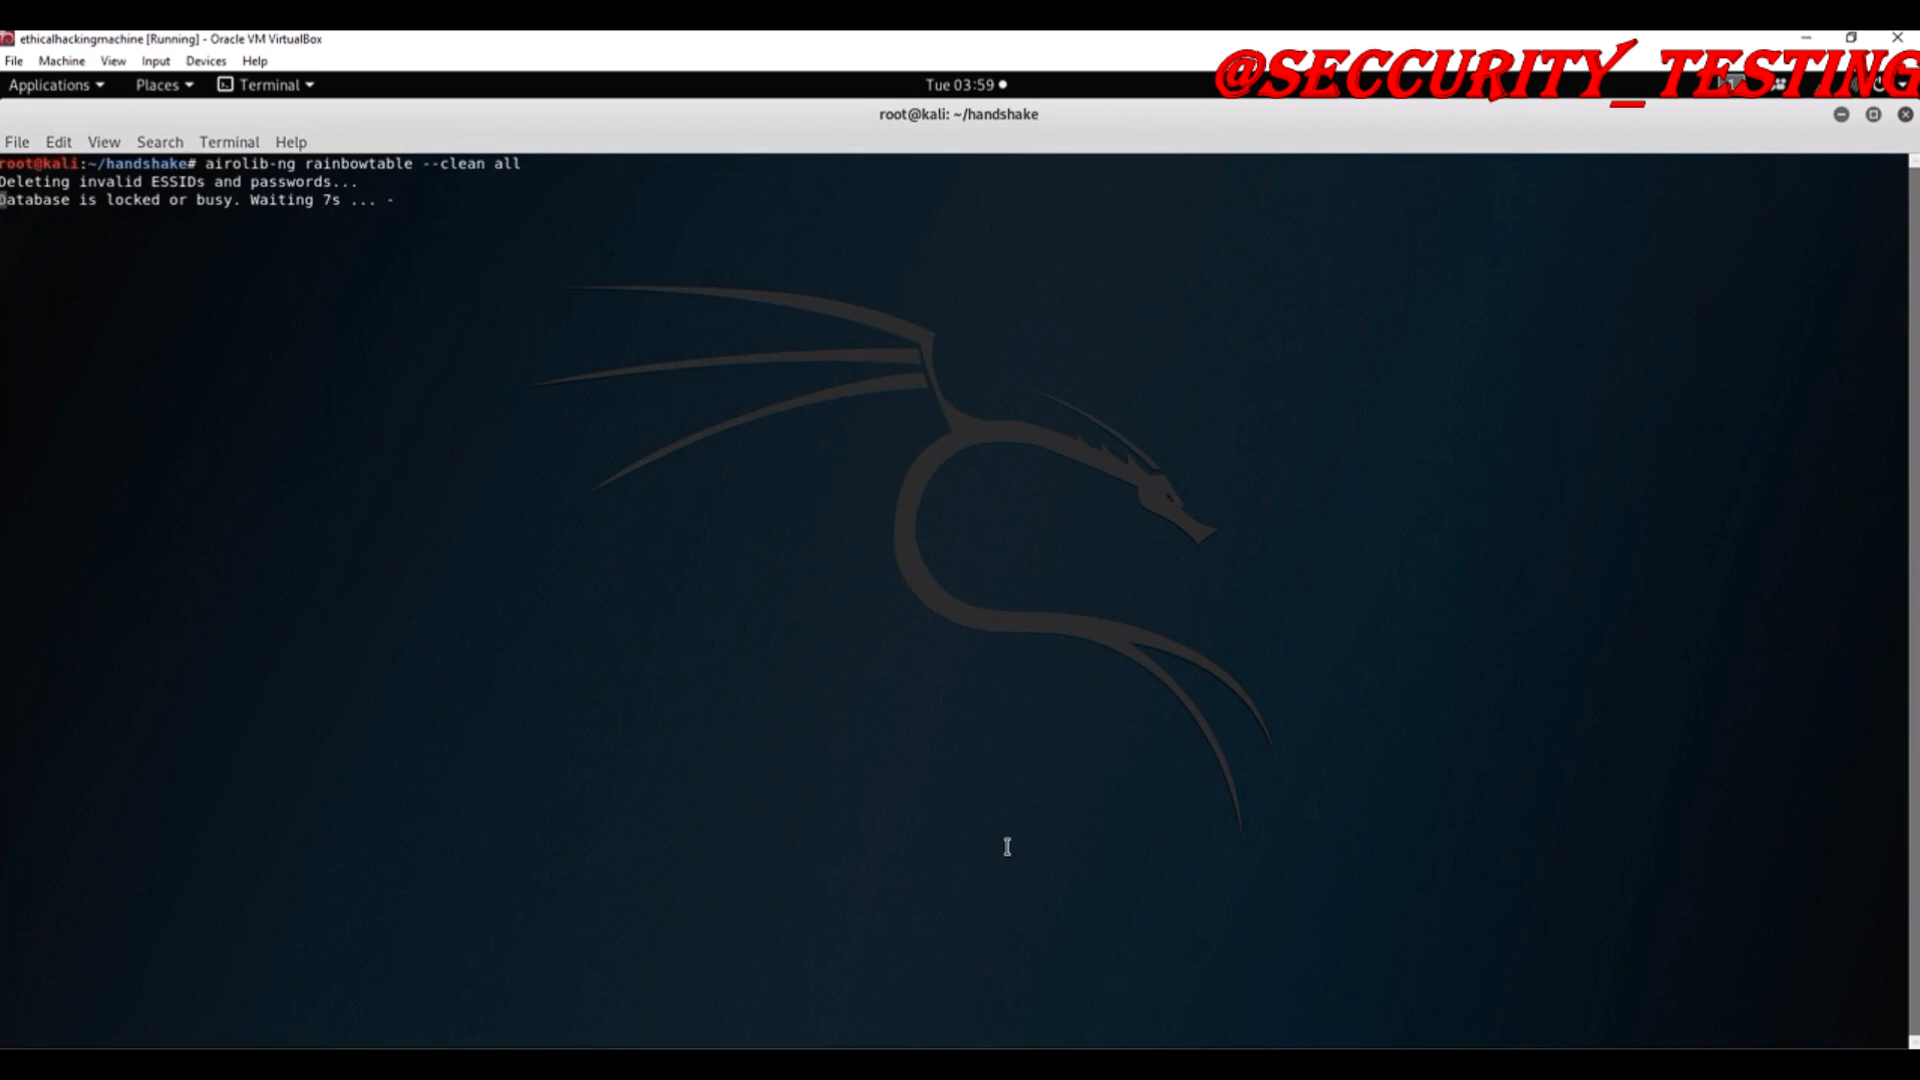 ethicalhackingmachine [Running] - Oracle VM VirtualBox
File Machine View Input Devices Help
@SECCURITY_TESTING
Applications Places Terminal Tue 03:59
root@kali: ~/handshake
File Edit View Search Terminal Help
root@kali:~/handshake# airolib-ng rainbowtable --clean all
Deleting invalid ESSIDs and passwords...
Database is locked or busy. Waiting 7s ... -